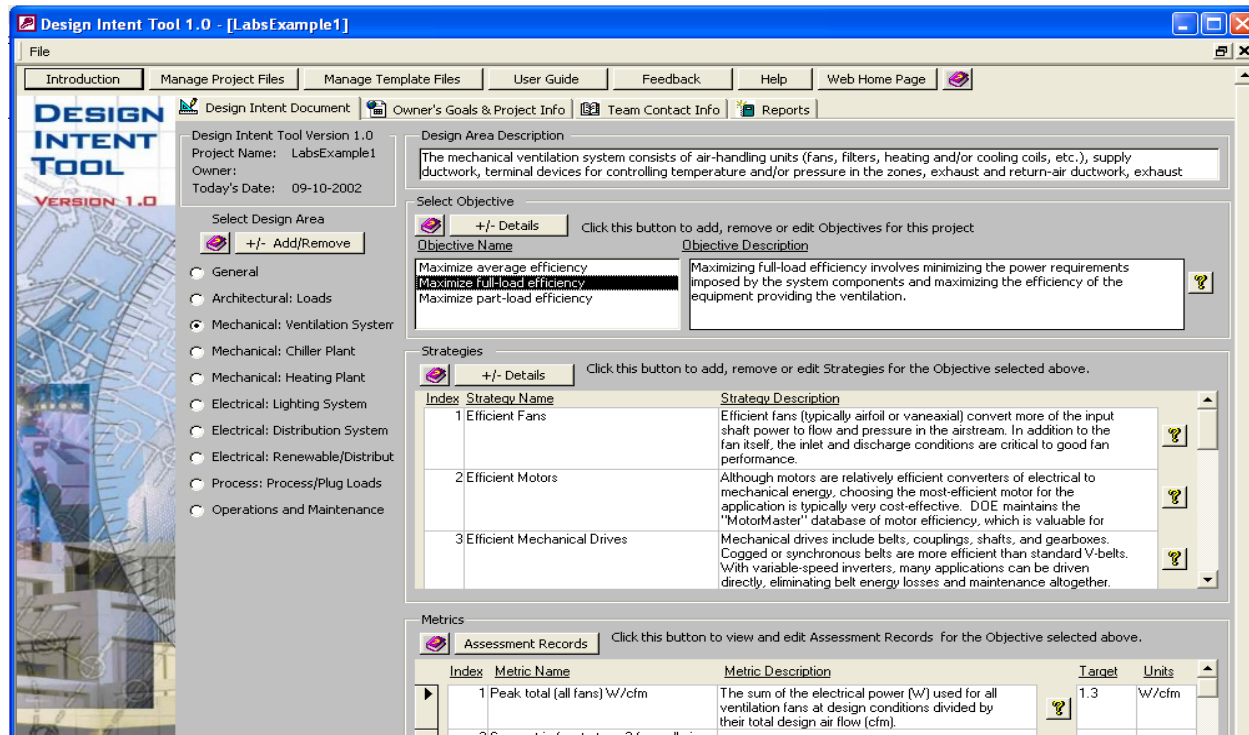 Design Intent Tool 1.0 - [LabsExample1]
File
Introduction
Manage Project Files
Manage Template Files
User Guide
Feedback
Help
Web Home Page
DESIGN
INTENT
TOOL
VERSION 1.0
Design Intent Document
Owner's Goals & Project Info
Team Contact Info
Reports
Design Intent Tool Version 1.0
Project Name: LabsExample1
Owner:
Today's Date: 09-10-2002
Select Design Area
+/- Add/Remove
General
Architectural: Loads
Mechanical: Ventilation System
Mechanical: Chiller Plant
Mechanical: Heating Plant
Electrical: Lighting System
Electrical: Distribution System
Electrical: Renewable/Distribut
Process: Process/Plug Loads
Operations and Maintenance
Design Area Description
The mechanical ventilation system consists of air-handling units (fans, filters, heating and/or cooling coils, etc.), supply
ductwork, terminal devices for controlling temperature and/or pressure in the zones, exhaust and return-air ductwork, exhaust
Select Objective
+/- Details
Click this button to add, remove or edit Objectives for this project
Objective Name
Objective Description
Maximize average efficiency
Maximize full-load efficiency
Maximize part-load efficiency
Maximizing full-load efficiency involves minimizing the power requirements
imposed by the system components and maximizing the efficiency of the
equipment providing the ventilation.
Strategies
+/- Details
Click this button to add, remove or edit Strategies for the Objective selected above.
Index Strategy Name
Strategy Description
1 Efficient Fans
Efficient fans (typically airfoil or vaneaxial) convert more of the input
shaft power to flow and pressure in the airstream. In addition to the
fan itself, the inlet and discharge conditions are critical to good fan
performance.
2 Efficient Motors
Although motors are relatively efficient converters of electrical to
mechanical energy, choosing the most-efficient motor for the
application is typically very cost-effective. DOE maintains the
"MotorMaster" database of motor efficiency, which is valuable for
3 Efficient Mechanical Drives
Mechanical drives include belts, couplings, shafts, and gearboxes.
Cogged or synchronous belts are more efficient than standard V-belts.
With variable-speed inverters, many applications can be driven
directly, eliminating belt energy losses and maintenance altogether.
Metrics
Assessment Records
Click this button to view and edit Assessment Records for the Objective selected above.
Index Metric Name
Metric Description
Target Units
1 Peak total (all fans) W/cfm
The sum of the electrical power (W) used for all
ventilation fans at design conditions divided by
their total design air flow (cfm).
1.3 W/cfm